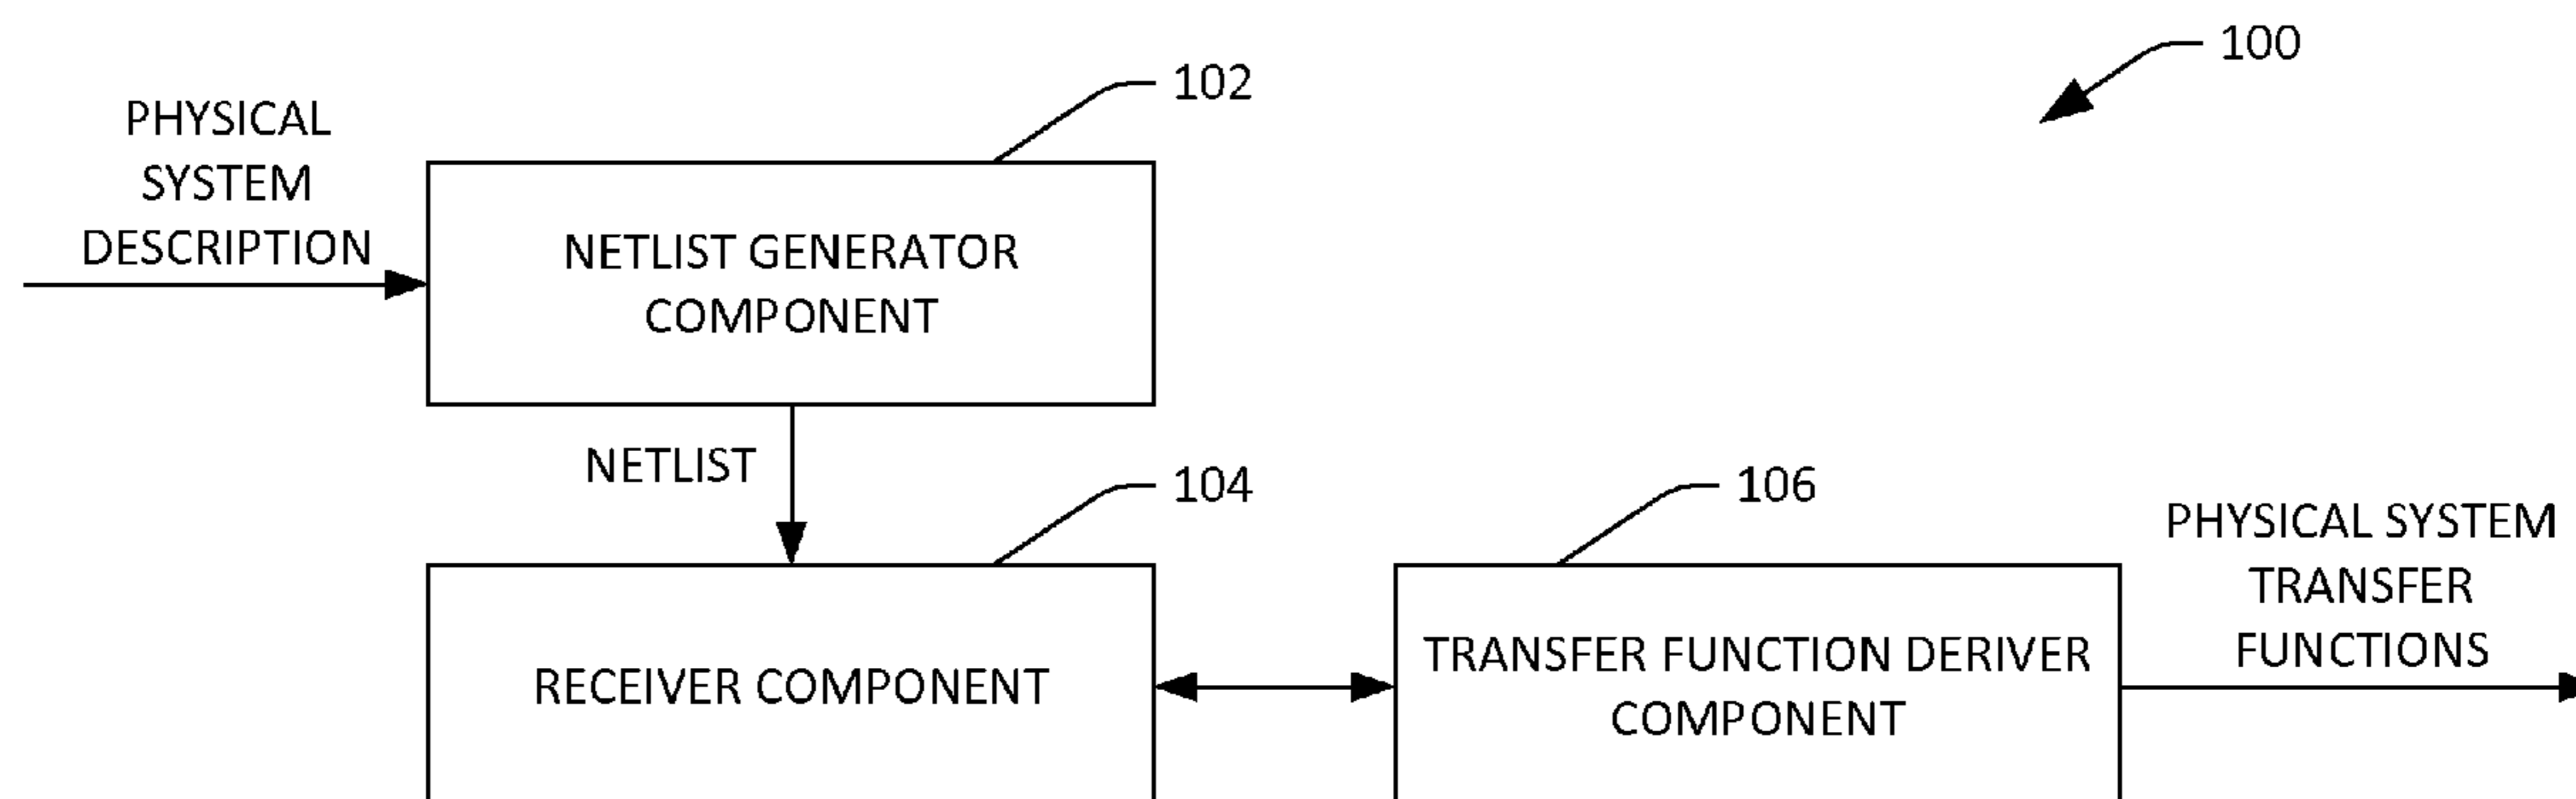 100
102
PHYSICAL
SYSTEM
DESCRIPTION
NETLIST GENERATOR
COMPONENT
NETLIST
104
106
PHYSICAL SYSTEM
TRANSFER
FUNCTIONS
RECEIVER COMPONENT
TRANSFER FUNCTION DERIVER
COMPONENT